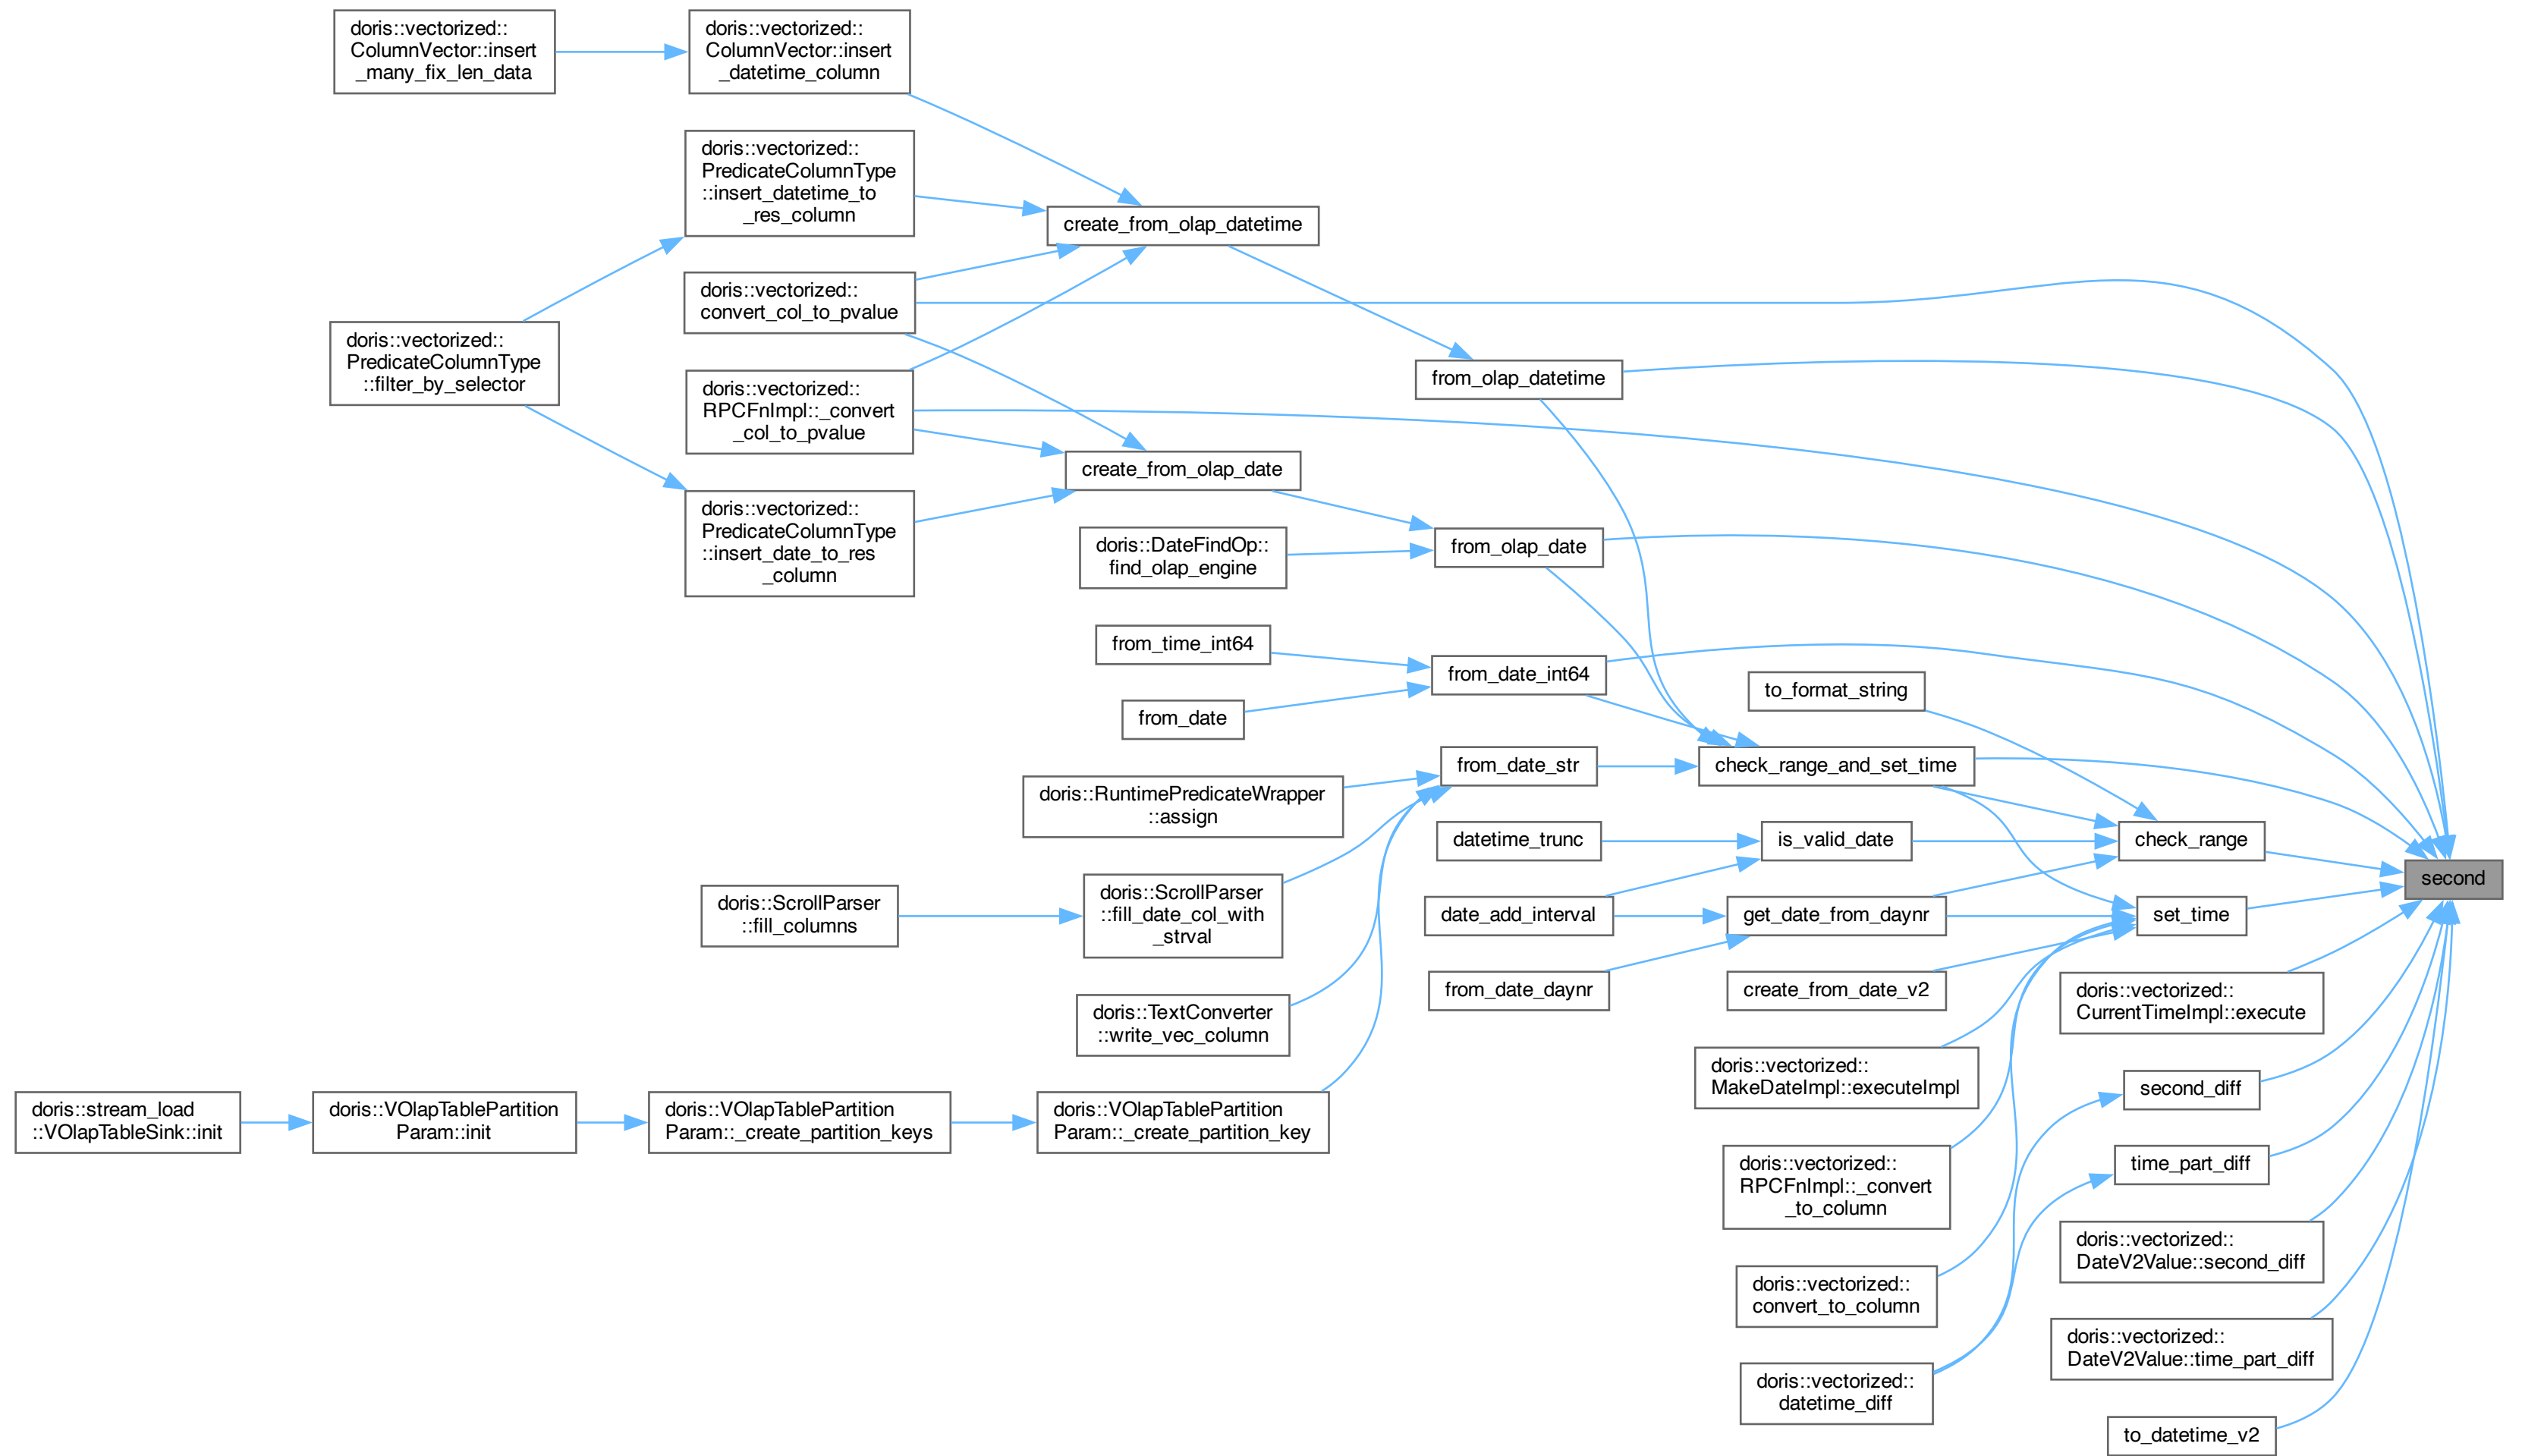 doris::vectorized::
ColumnVector::insert
_many_fix_len_data
doris::vectorized::
ColumnVector::insert
_datetime_column
doris::vectorized::
PredicateColumnType
::insert_datetime_to
_res_column
create_from_olap_datetime
doris::vectorized::
convert_col_to_pvalue
doris::vectorized::
PredicateColumnType
::filter_by_selector
doris::vectorized::
RPCFnImpl::_convert
_col_to_pvalue
from_olap_datetime
create_from_olap_date
doris::vectorized::
PredicateColumnType
::insert_date_to_res
_column
doris::DateFindOp::
find_olap_engine
from_olap_date
from_time_int64
from_date_int64
to_format_string
from_date
from_date_str
check_range_and_set_time
doris::RuntimePredicateWrapper
::assign
datetime_trunc
is_valid_date
check_range
second
doris::ScrollParser
::fill_columns
doris::ScrollParser
::fill_date_col_with
_strval
date_add_interval
get_date_from_daynr
set_time
from_date_daynr
create_from_date_v2
doris::vectorized::
CurrentTimeImpl::execute
doris::TextConverter
::write_vec_column
doris::vectorized::
MakeDateImpl::executeImpl
second_diff
doris::stream_load
::VOlapTableSink::init
doris::VOlapTablePartition
Param::init
doris::VOlapTablePartition
Param::_create_partition_keys
doris::VOlapTablePartition
Param::_create_partition_key
doris::vectorized::
RPCFnImpl::_convert
_to_column
time_part_diff
doris::vectorized::
DateV2Value::second_diff
doris::vectorized::
convert_to_column
doris::vectorized::
DateV2Value::time_part_diff
doris::vectorized::
datetime_diff
to_datetime_v2